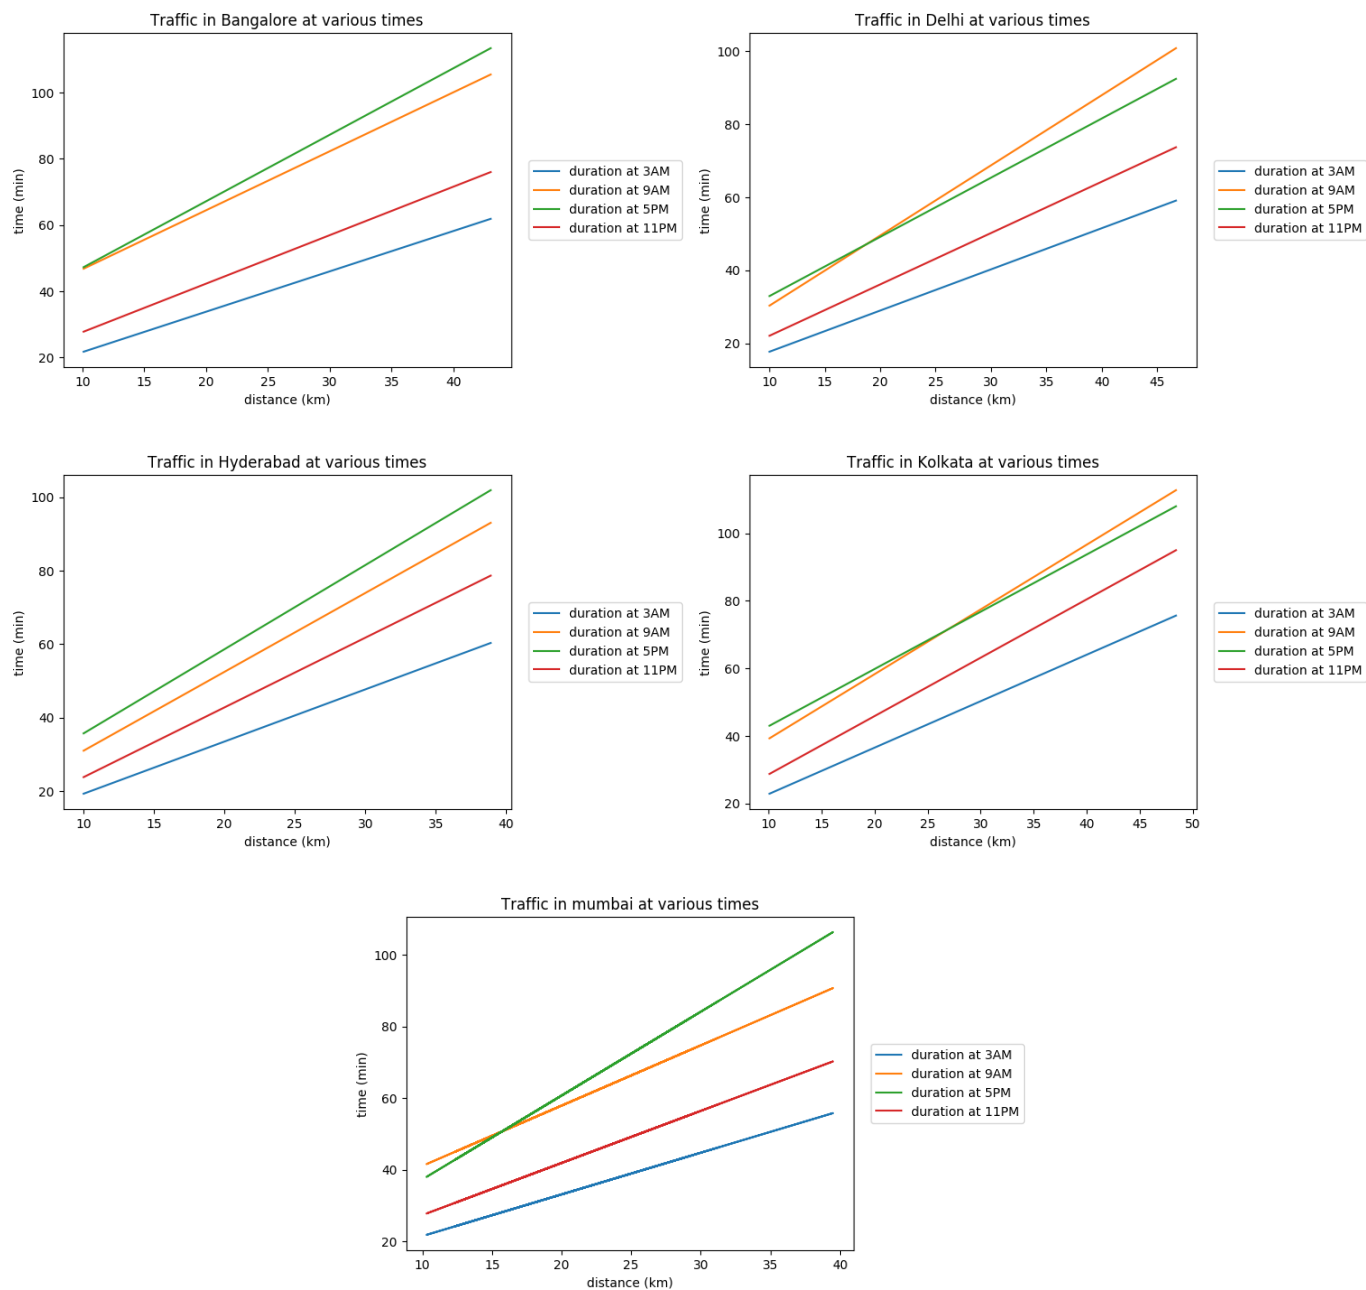 Traffic in Bangalore at various times
100
80
60
40
20
time (min)
10 15 20 25 30 35 40
distance (km)
duration at 3AM
duration at 9AM
duration at 5PM
duration at 11PM
Traffic in Delhi at various times
100
80
60
40
20
time (min)
10 15 20 25 30 35 40 45
distance (km)
duration at 3AM
duration at 9AM
duration at 5PM
duration at 11PM
Traffic in Hyderabad at various times
100
80
60
40
20
time (min)
10 15 20 25 30 35 40
distance (km)
duration at 3AM
duration at 9AM
duration at 5PM
duration at 11PM
Traffic in Kolkata at various times
100
80
60
40
20
time (min)
10 15 20 25 30 35 40 45 50
distance (km)
duration at 3AM
duration at 9AM
duration at 5PM
duration at 11PM
Traffic in mumbai at various times
100
80
60
40
20
time (min)
10 15 20 25 30 35 40
distance (km)
duration at 3AM
duration at 9AM
duration at 5PM
duration at 11PM